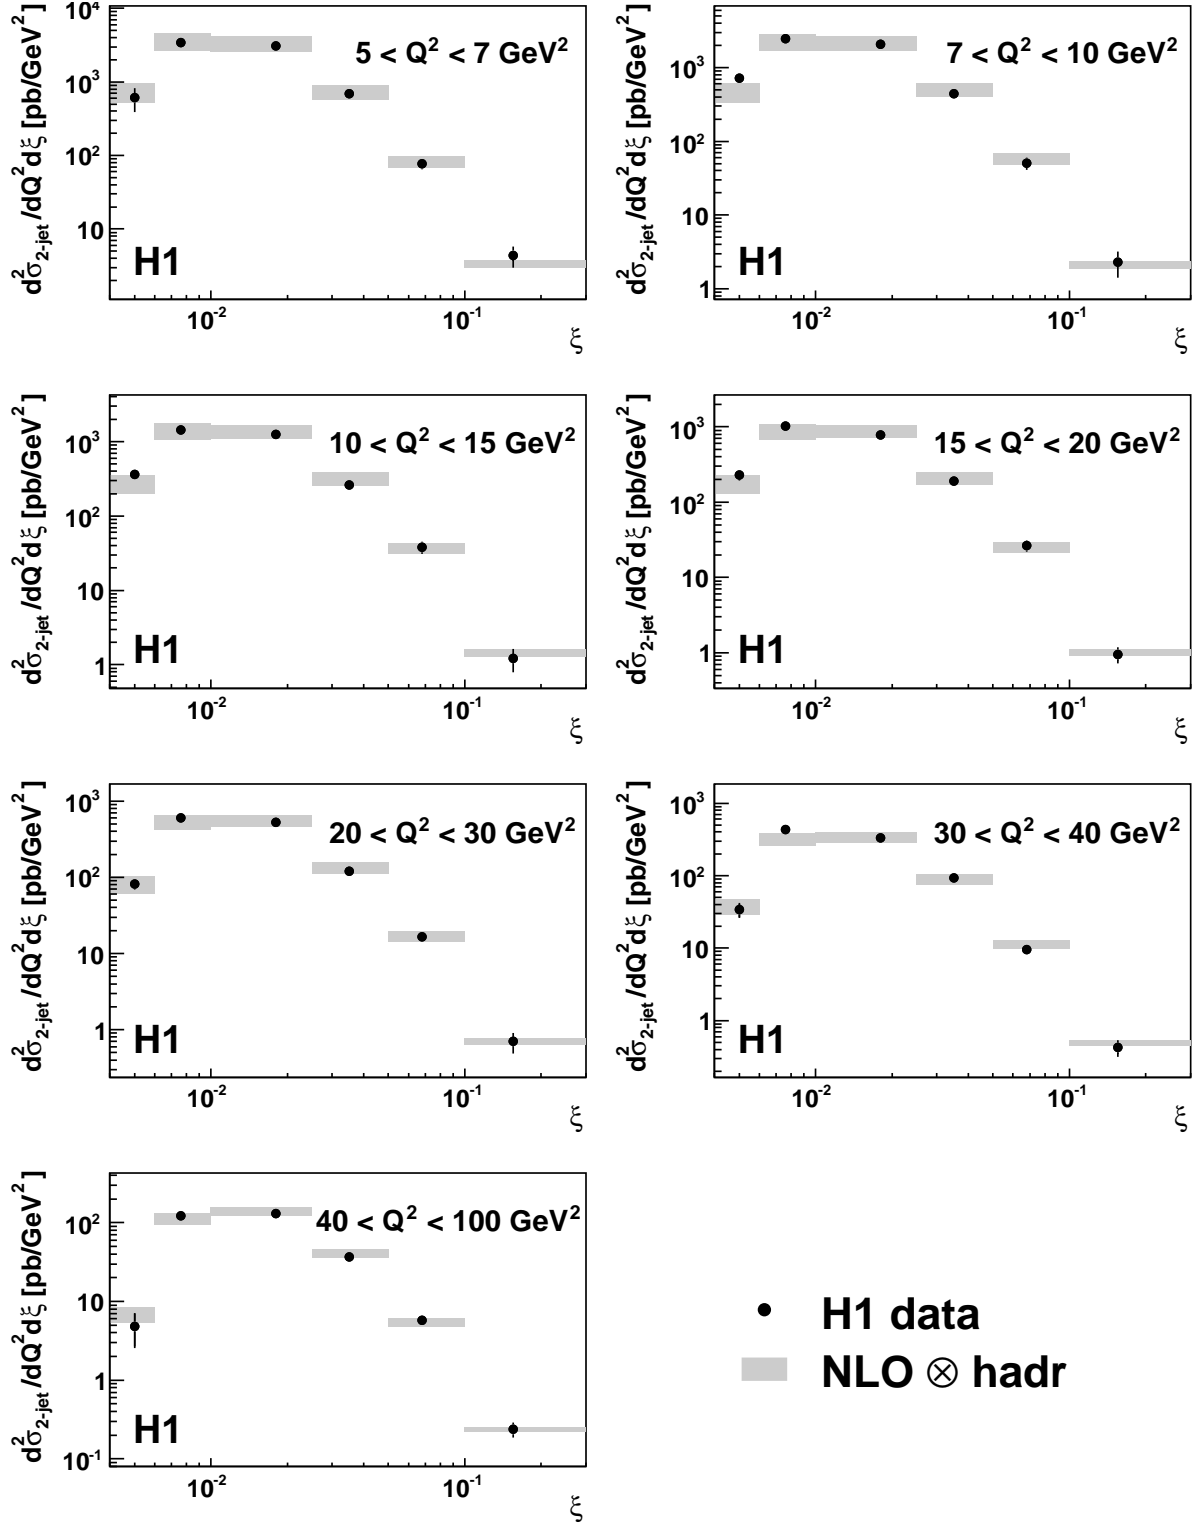 d²σ₂₋jet/dQ²dξ [pb/GeV²]
10⁴
10³
10²
10
5 < Q² < 7 GeV²
H1
10⁻²
10⁻¹
ξ
d²σ₂₋jet/dQ²dξ [pb/GeV²]
10³
10²
10
1
7 < Q² < 10 GeV²
H1
10⁻²
10⁻¹
ξ
d²σ₂₋jet/dQ²dξ [pb/GeV²]
10³
10²
10
1
10 < Q² < 15 GeV²
H1
10⁻²
10⁻¹
ξ
d²σ₂₋jet/dQ²dξ [pb/GeV²]
10³
10²
10
1
15 < Q² < 20 GeV²
H1
10⁻²
10⁻¹
ξ
d²σ₂₋jet/dQ²dξ [pb/GeV²]
10³
10²
10
1
20 < Q² < 30 GeV²
H1
10⁻²
10⁻¹
ξ
d²σ₂₋jet/dQ²dξ [pb/GeV²]
10³
10²
10
1
30 < Q² < 40 GeV²
H1
10⁻²
10⁻¹
ξ
d²σ₂₋jet/dQ²dξ [pb/GeV²]
10²
10
1
10⁻¹
40 < Q² < 100 GeV²
H1
10⁻²
10⁻¹
ξ
H1 data
NLO ⊗ hadr